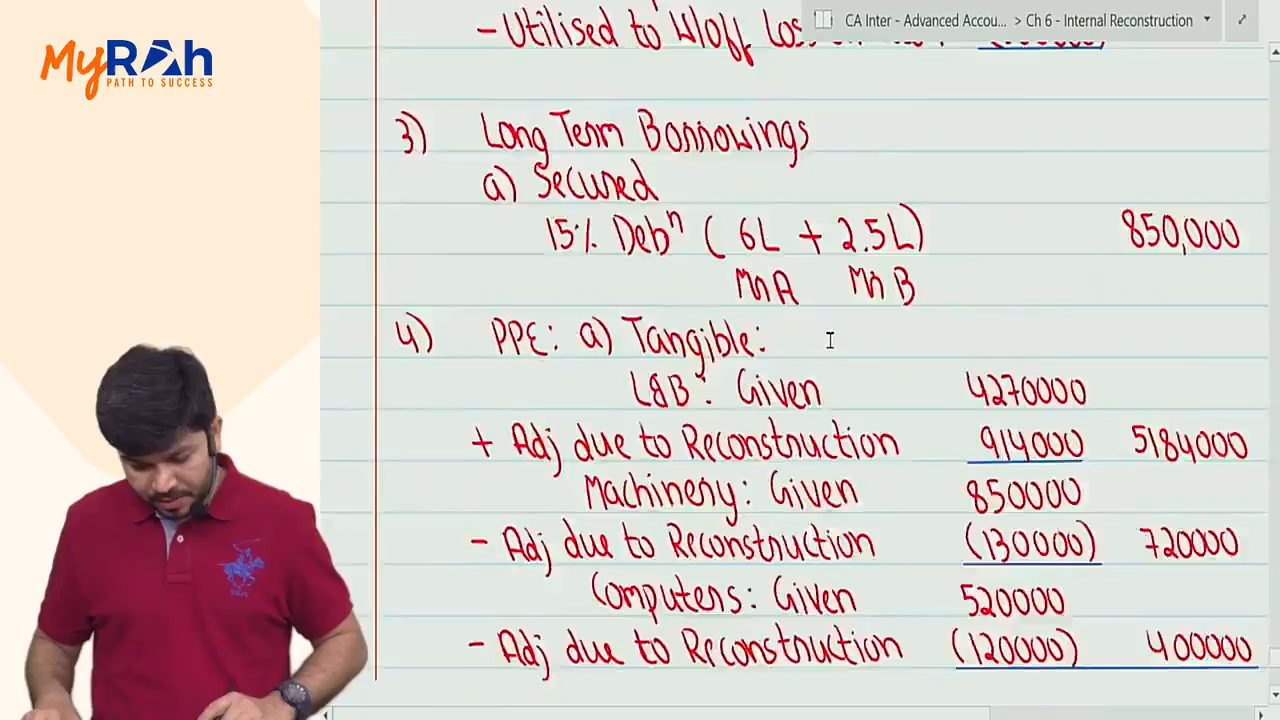 MyRAh
PATH TO SUCCESS
CA Inter - Advanced Accou... > Ch 6 - Internal Reconstruction
- Utilised to W/off
3) Long Term Borrowings
a) Secured
15% Debⁿ ( 6L + 2.5L) 850,000
Mr A Mr B
4) PPE: a) Tangible:
L&B: Given 4270000
+ Adj due to Reconstruction 914000 5184000
Machinery: Given 850000
- Adj due to Reconstruction (130000) 720000
Computers: Given 520000
- Adj due to Reconstruction (120000) 400000